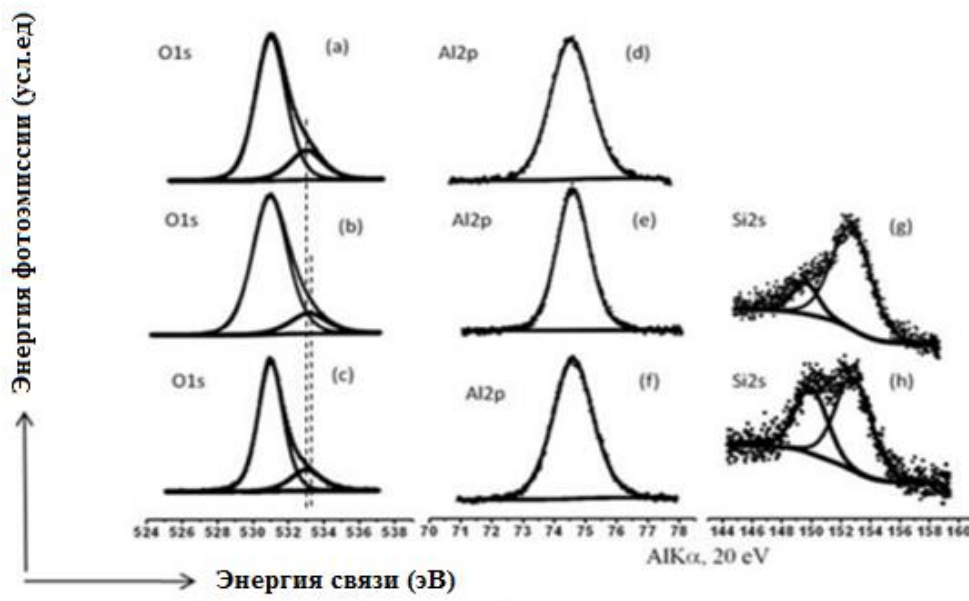 Энергия фотоэмиссии (усл.ед)
O1s (a)
Al2p (d)
O1s (b)
Al2p (e)
Si2s (g)
O1s (c)
Al2p (f)
Si2s (h)
524 526 528 530 532 534 536 538
70 71 72 73 74 75 76 77 78
144 146 148 150 152 154 156 158 160
AlKα, 20 eV
Энергия связи (эВ)